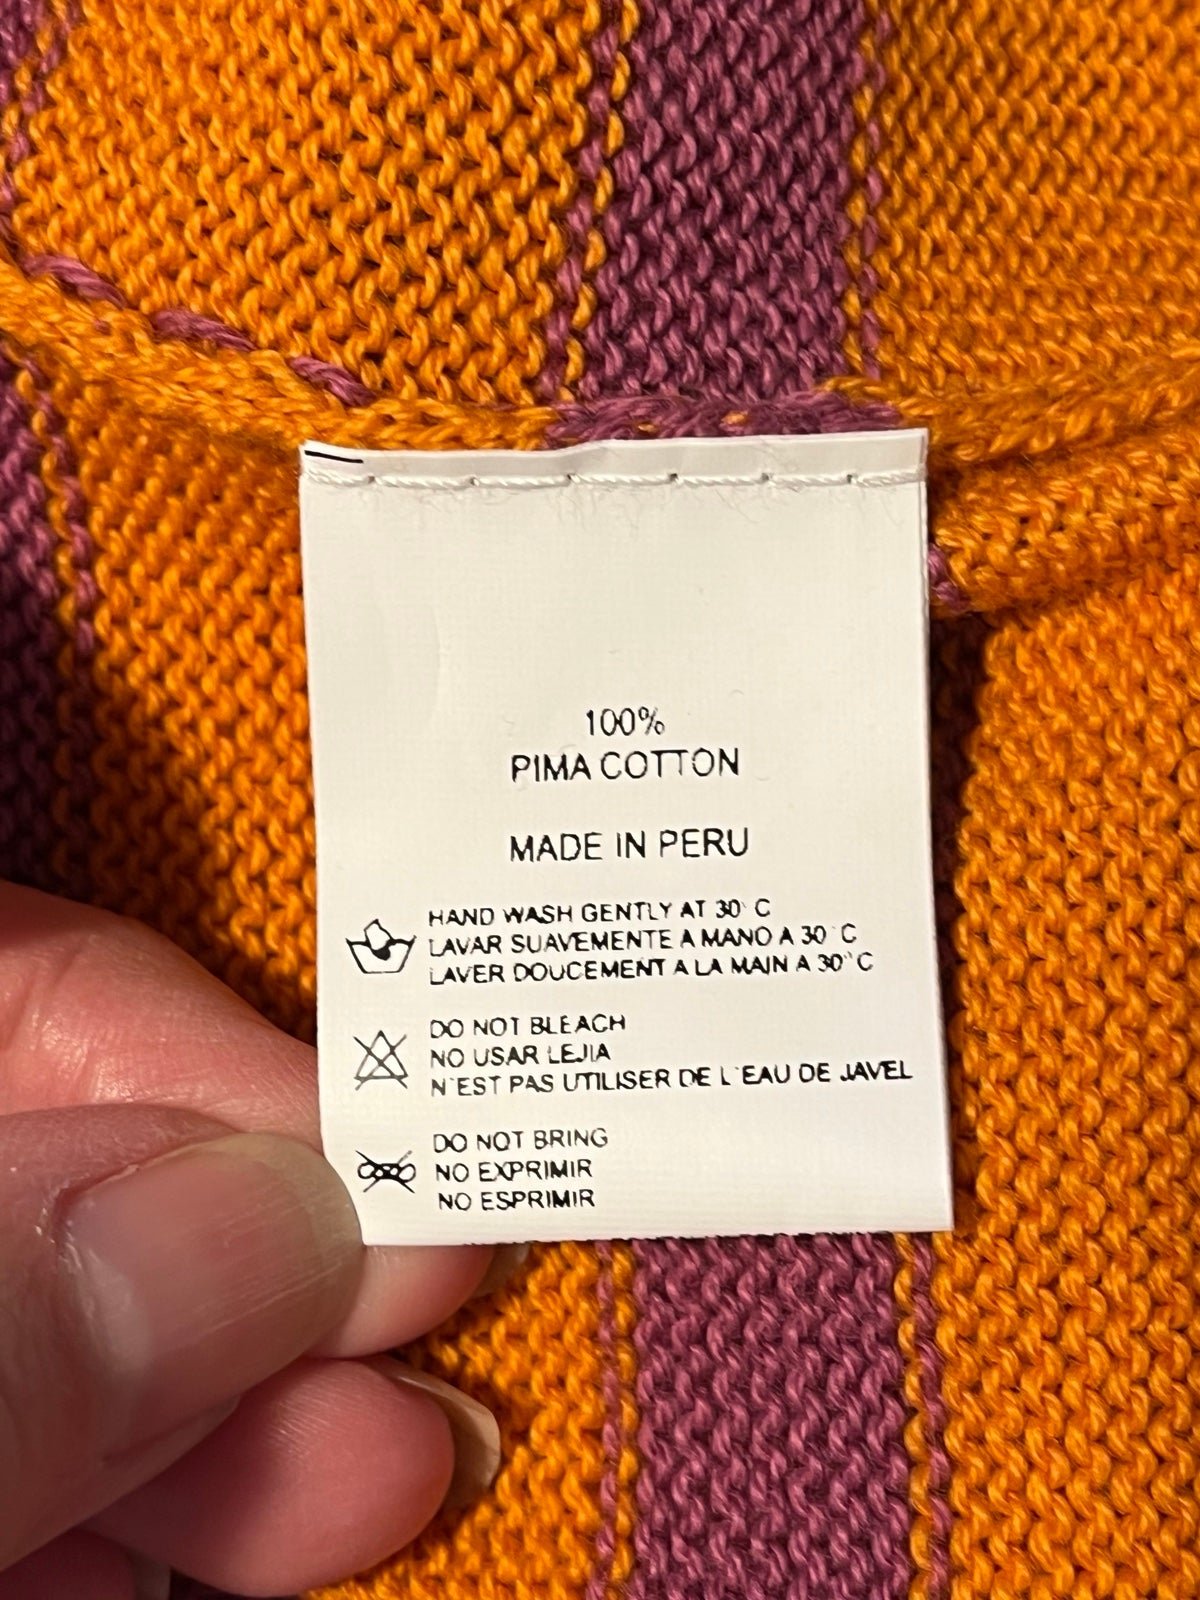 100%
PIMA COTTON
MADE IN PERU
HAND WASH GENTLY AT 30° C
LAVAR SUAVEMENTE A MANO A 30°C
LAVER DOUCEMENT A LA MAIN A 30°C
DO NOT BLEACH
NO USAR LEJIA
N'EST PAS UTILISER DE L'EAU DE JAVEL
DO NOT BRING
NO EXPRIMIR
NO ESPRIMIR